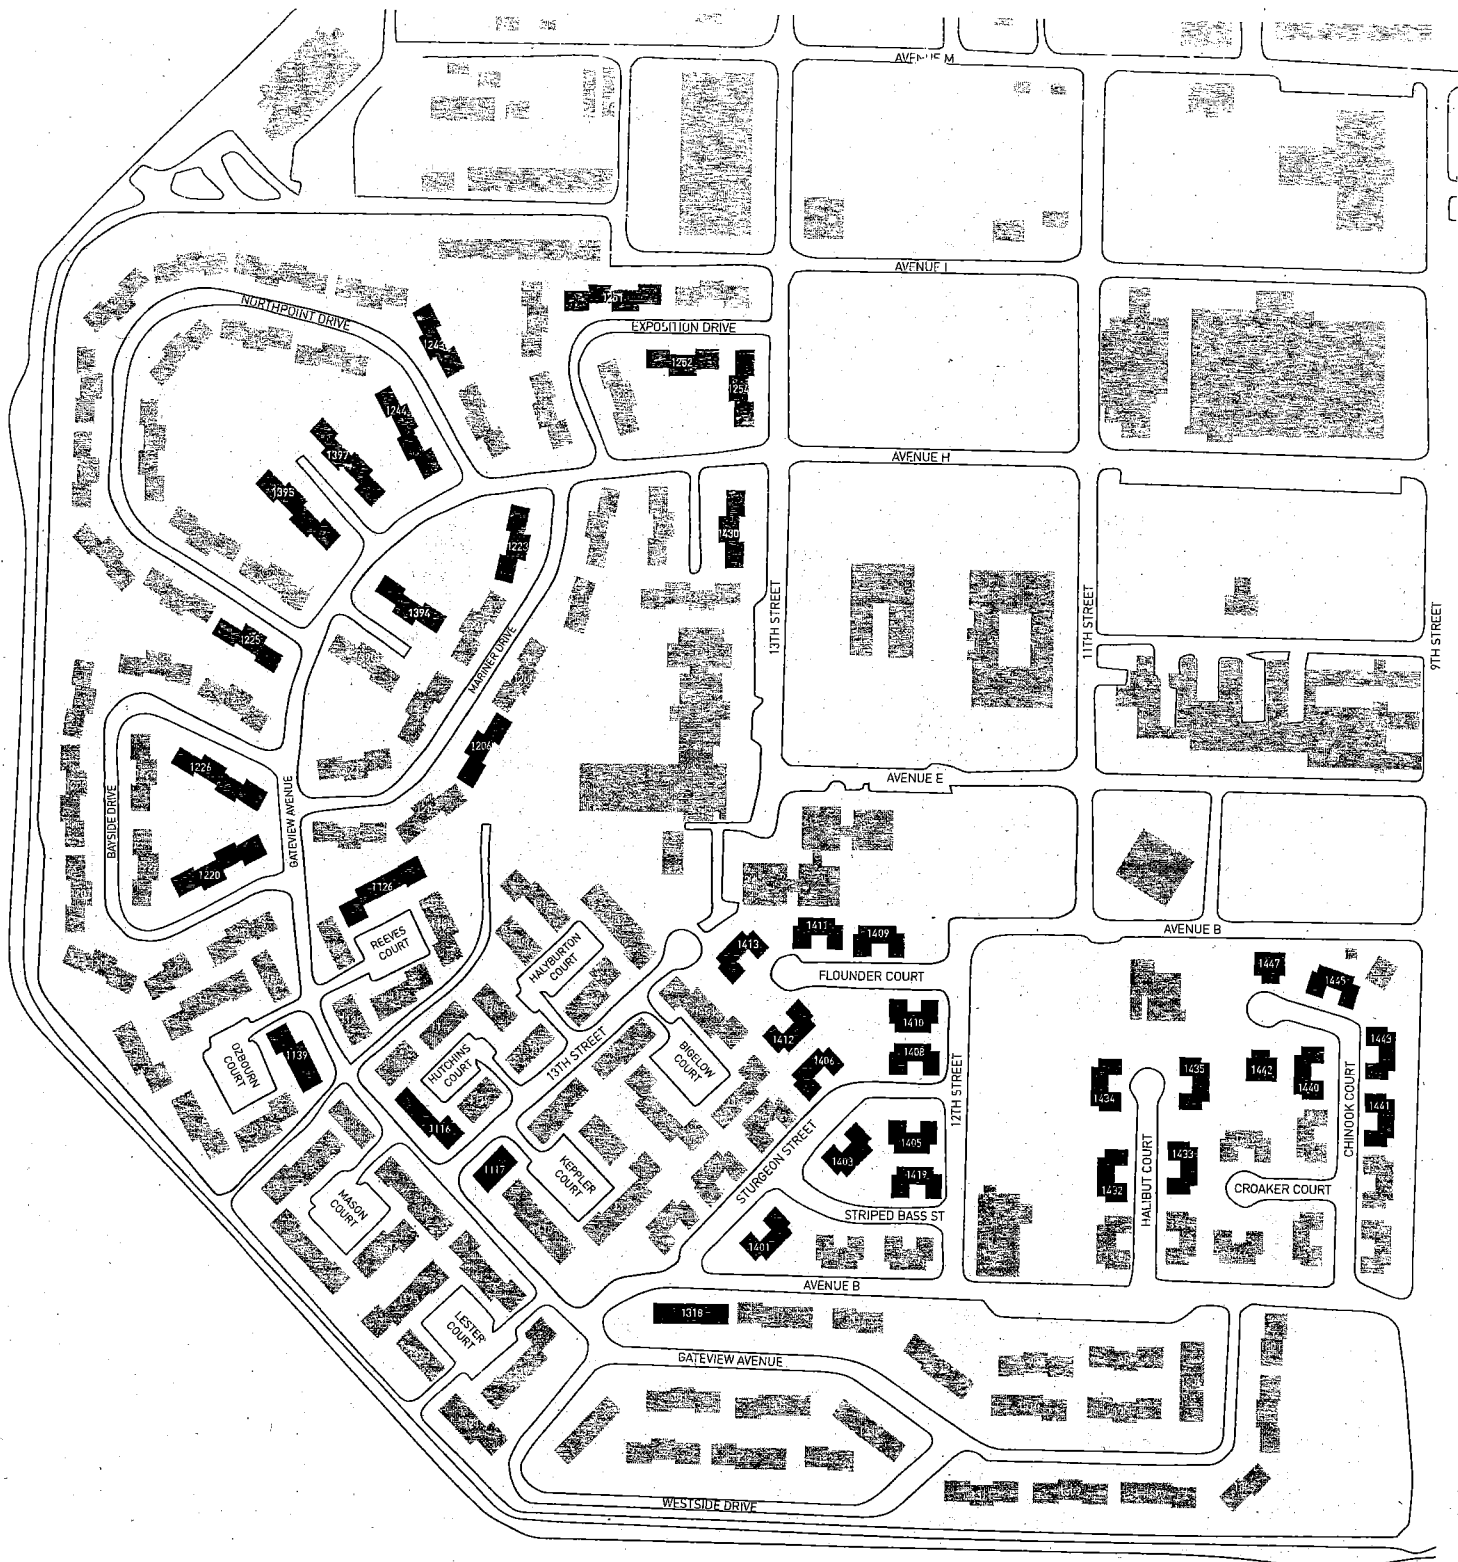 AVENUE M
AVENUE I
NORTHPOINT DRIVE
1251
EXPOSITION DRIVE
1243
1252
1254
1244
1397
AVENUE H
1395
1223
1430
1394
13TH STREET
11TH STREET
9TH STREET
1225
MARINER DRIVE
1206
1226
AVENUE E
BAYSIDE DRIVE
GATEVIEW AVENUE
1220
1126
REEVES
COURT
HALYBURTON
COURT
1413
1411
1409
AVENUE B
FLOUNDER COURT
1447
1445
1410
1412
1408
1406
OZBOURN
COURT
1139
HUTCHINS
COURT
13TH STREET
BIGELOW
COURT
12TH STREET
1434
1435
1442
1440
1443
CHINOOK COURT
1441
1116
1117
KEPPLER
COURT
STURGEON STREET
1403
1405
1419
HALIBUT COURT
1433
1432
CROAKER COURT
MASON
COURT
STRIPED BASS ST
1401
AVENUE B
LESTER
COURT
1318
GATEVIEW AVENUE
WESTSIDE DRIVE